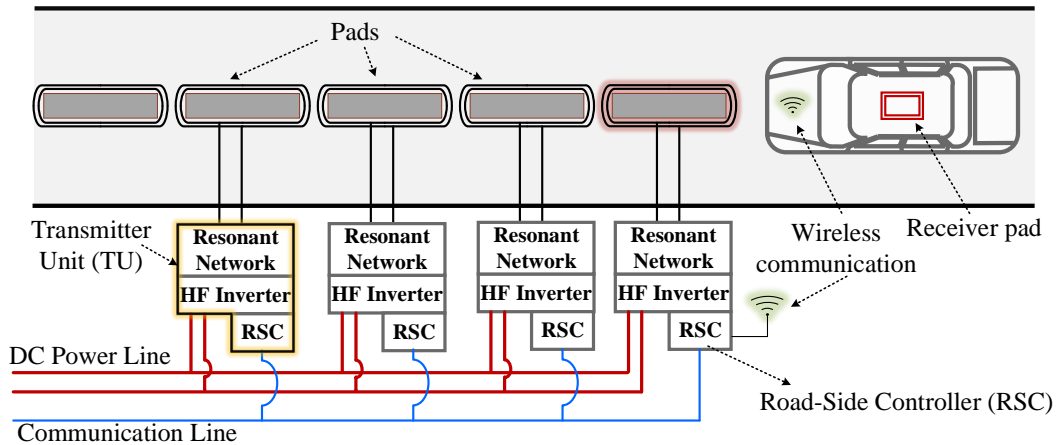 Pads
Transmitter
Unit (TU)
Resonant
Network
HF Inverter
RSC
Resonant
Network
HF Inverter
RSC
Resonant
Network
HF Inverter
RSC
Resonant
Network
HF Inverter
RSC
Wireless
communication
Receiver pad
DC Power Line
Road-Side Controller (RSC)
Communication Line